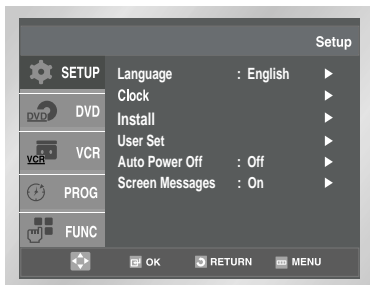 Setup
SETUP
DVD DVD
VCR VCR
PROG
FUNC
Language : English ▶
Clock ▶
Install ▶
User Set ▶
Auto Power Off : Off ▶
Screen Messages : On ▶
OK RETURN MENU